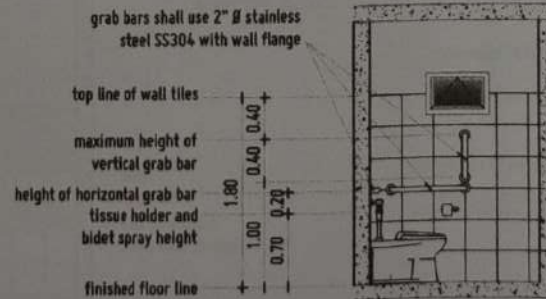 grab bars shall use 2" Ø stainless
steel SS304 with wall flange
top line of wall tiles
maximum height of
vertical grab bar
height of horizontal grab bar
tissue holder and
bidet spray height
finished floor line
0.40
0.40
1.80
0.20
1.00
0.70